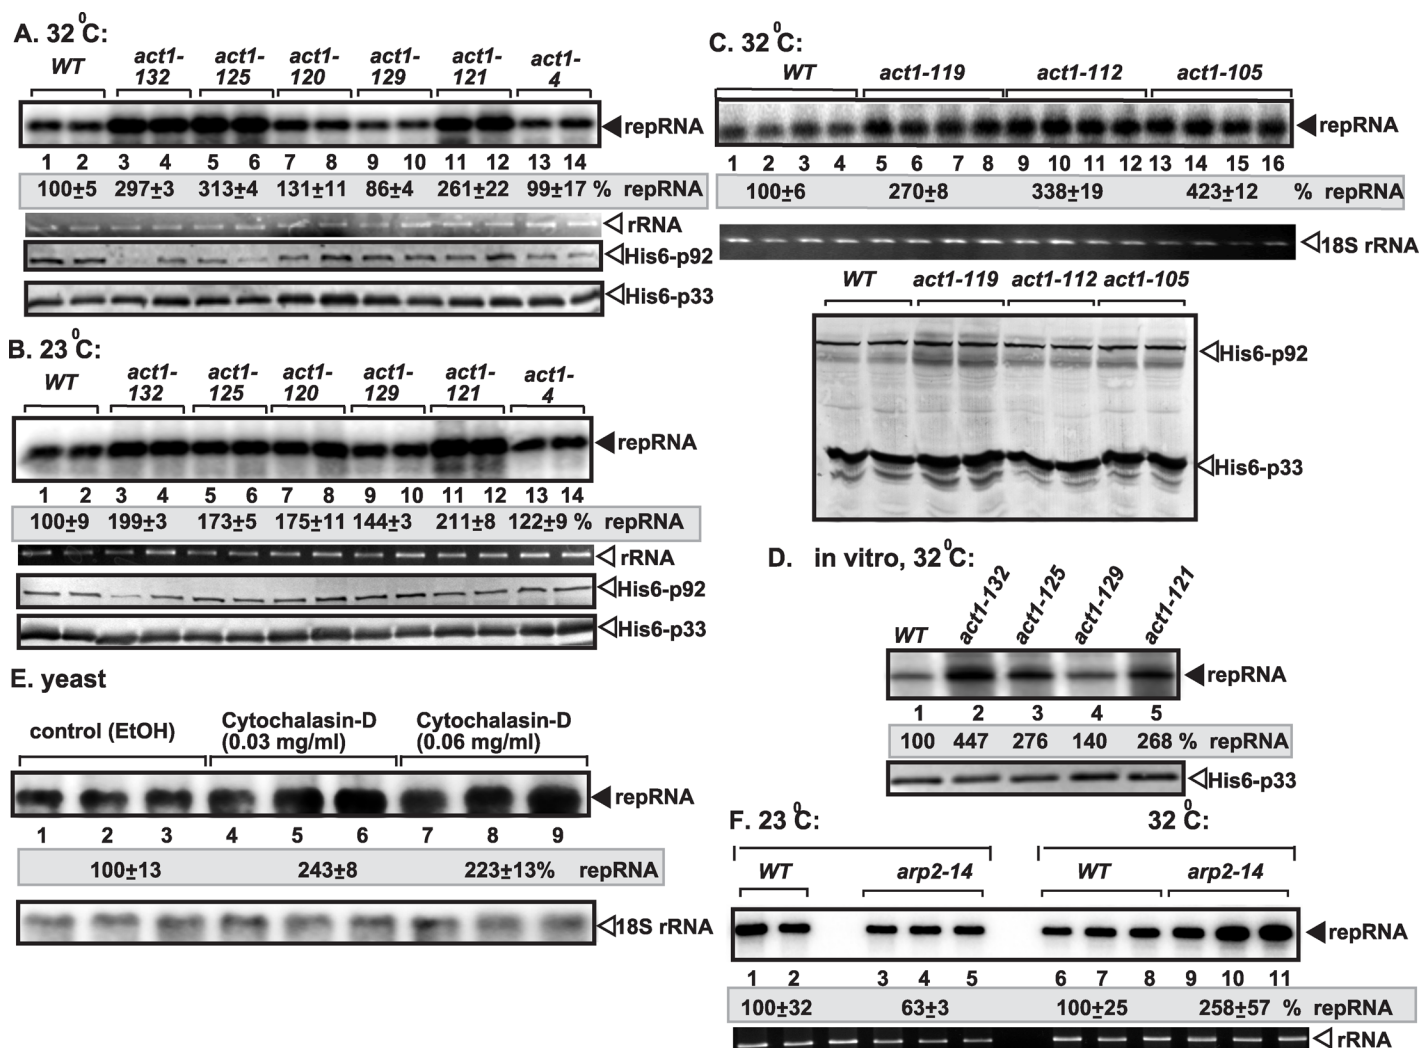 A. 32⁰C:
WT act1-132 act1-125 act1-120 act1-129 act1-121 act1-4
repRNA
1 2 3 4 5 6 7 8 9 10 11 12 13 14
100±5 297±3 313±4 131±11 86±4 261±22 99±17 % repRNA
rRNA
His6-p92
His6-p33
B. 23⁰C:
WT act1-132 act1-125 act1-120 act1-129 act1-121 act1-4
repRNA
1 2 3 4 5 6 7 8 9 10 11 12 13 14
100±9 199±3 173±5 175±11 144±3 211±8 122±9 % repRNA
rRNA
His6-p92
His6-p33
C. 32⁰C:
WT act1-119 act1-112 act1-105
repRNA
1 2 3 4 5 6 7 8 9 10 11 12 13 14 15 16
100±6 270±8 338±19 423±12 % repRNA
18S rRNA
WT act1-119 act1-112 act1-105
His6-p92
His6-p33
D. in vitro, 32⁰C:
WT act1-132 act1-125 act1-129 act1-121
repRNA
1 2 3 4 5
100 447 276 140 268 % repRNA
His6-p33
E. yeast
control (EtOH) Cytochalasin-D (0.03 mg/ml) Cytochalasin-D (0.06 mg/ml)
repRNA
1 2 3 4 5 6 7 8 9
100±13 243±8 223±13% repRNA
18S rRNA
F. 23⁰C: 32⁰C:
WT arp2-14 WT arp2-14
repRNA
1 2 3 4 5 6 7 8 9 10 11
100±32 63±3 100±25 258±57 % repRNA
rRNA